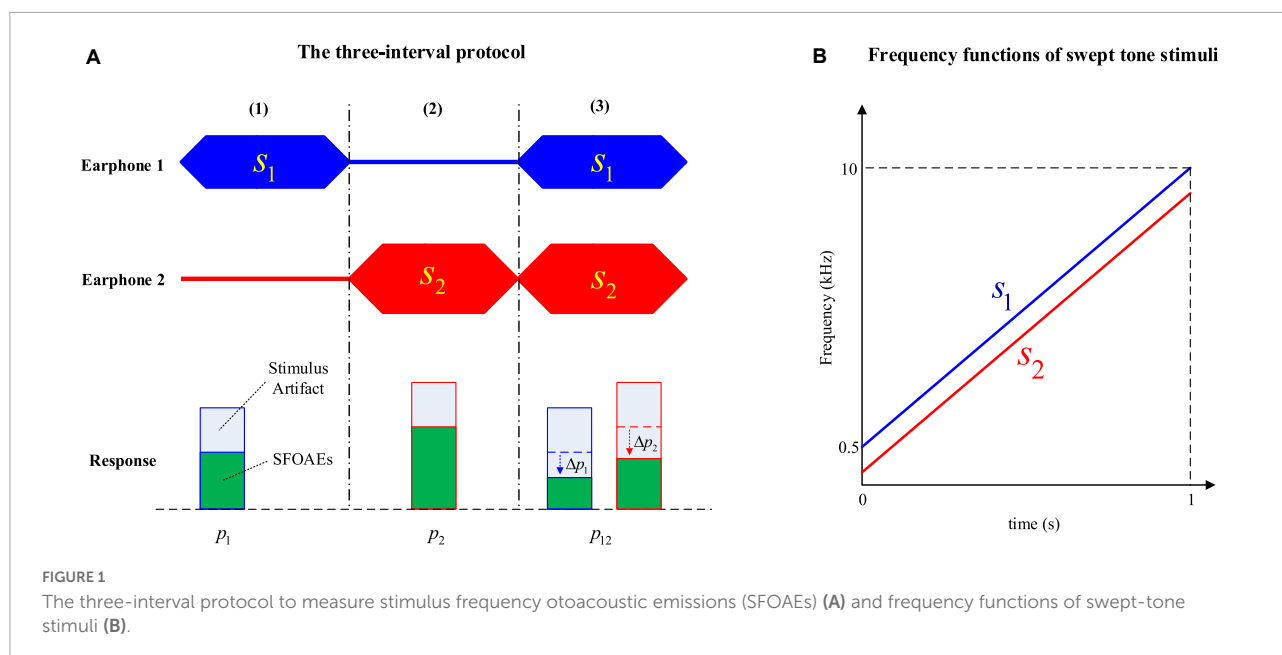 A
The three-interval protocol
(1)
(2)
(3)
Earphone 1
S1
S1
Earphone 2
S2
S2
Stimulus
Artifact
Response
SFOAEs
Δp1
Δp2
p1
p2
p12
B
Frequency functions of swept tone stimuli
Frequency (kHz)
10
0.5
S1
S2
0
1
time (s)
FIGURE 1
The three-interval protocol to measure stimulus frequency otoacoustic emissions (SFOAEs) (A) and frequency functions of swept-tone
stimuli (B).